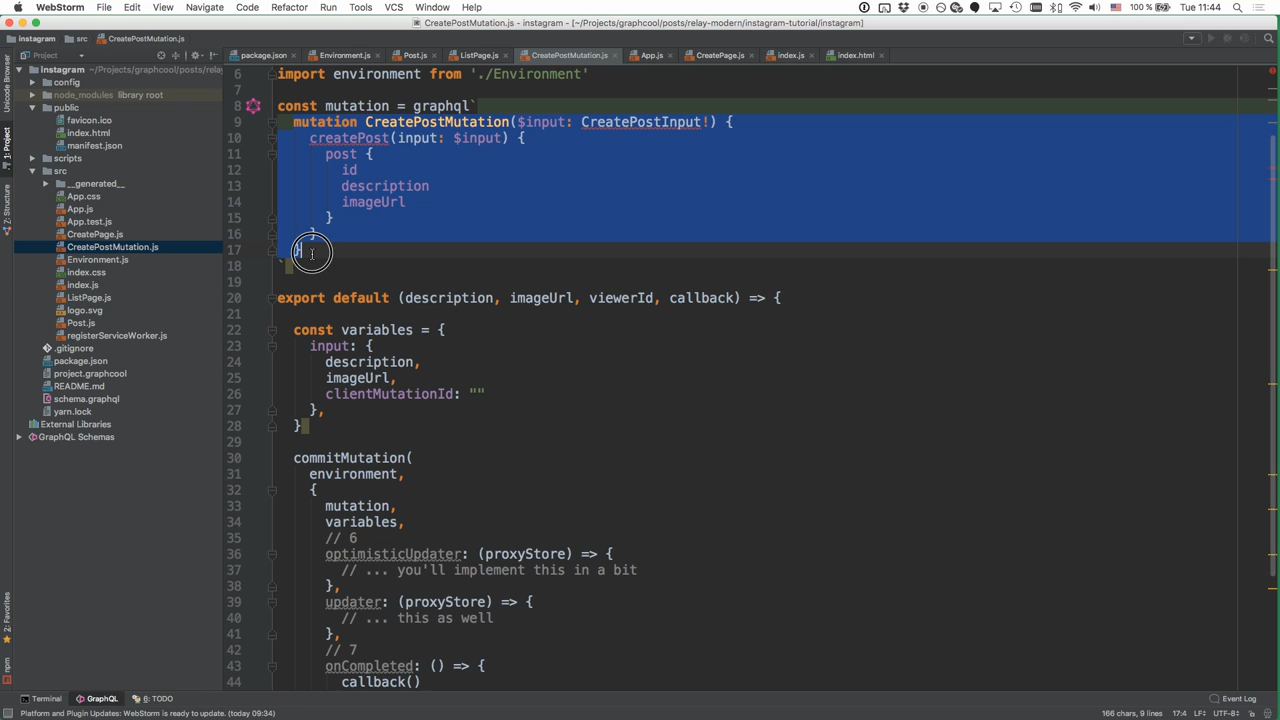 WebStorm File Edit View Navigate Code Refactor Run Tools VCS Window Help 100 % Tue 11:44
CreatePostMutation.js - instagram - [~/Projects/graphcool/posts/relay-modern/instagram-tutorial/instagram]
instagram src CreatePostMutation.js
Project
package.json Environment.js Post.js ListPage.js CreatePostMutation.js App.js CreatePage.js index.js index.html
Unicode Browser
1: Project
7: Structure
2: Favorites
npm
Instagram ~/Projects/graphcool/posts/relay
config
node_modules library root
public
favicon.ico
index.html
manifest.json
scripts
src
__generated__
App.css
App.js
App.test.js
CreatePage.js
CreatePostMutation.js
Environment.js
index.css
index.js
ListPage.js
logo.svg
Post.js
registerServiceWorker.js
.gitignore
package.json
project.graphcool
README.md
schema.graphql
yarn.lock
External Libraries
GraphQL Schemas
6 import environment from './Environment'
7
8 const mutation = graphql`
9 mutation CreatePostMutation($input: CreatePostInput!) {
10 createPost(input: $input) {
11 post {
12 id
13 description
14 imageUrl
15 }
16 }
17 }
18 `
19
20 export default (description, imageUrl, viewerId, callback) => {
21
22 const variables = {
23 input: {
24 description,
25 imageUrl,
26 clientMutationId: ""
27 },
28 }
29
30 commitMutation(
31 environment,
32 {
33 mutation,
34 variables,
35 // 6
36 optimisticUpdater: (proxyStore) => {
37 // ... you'll implement this in a bit
38 },
39 updater: (proxyStore) => {
40 // ... this as well
41 },
42 // 7
43 onCompleted: () => {
44 callback()
Terminal GraphQL 6: TODO Event Log
Platform and Plugin Updates: WebStorm is ready to update. (today 09:34) 166 chars, 9 lines 17:4 LF÷ UTF-8÷